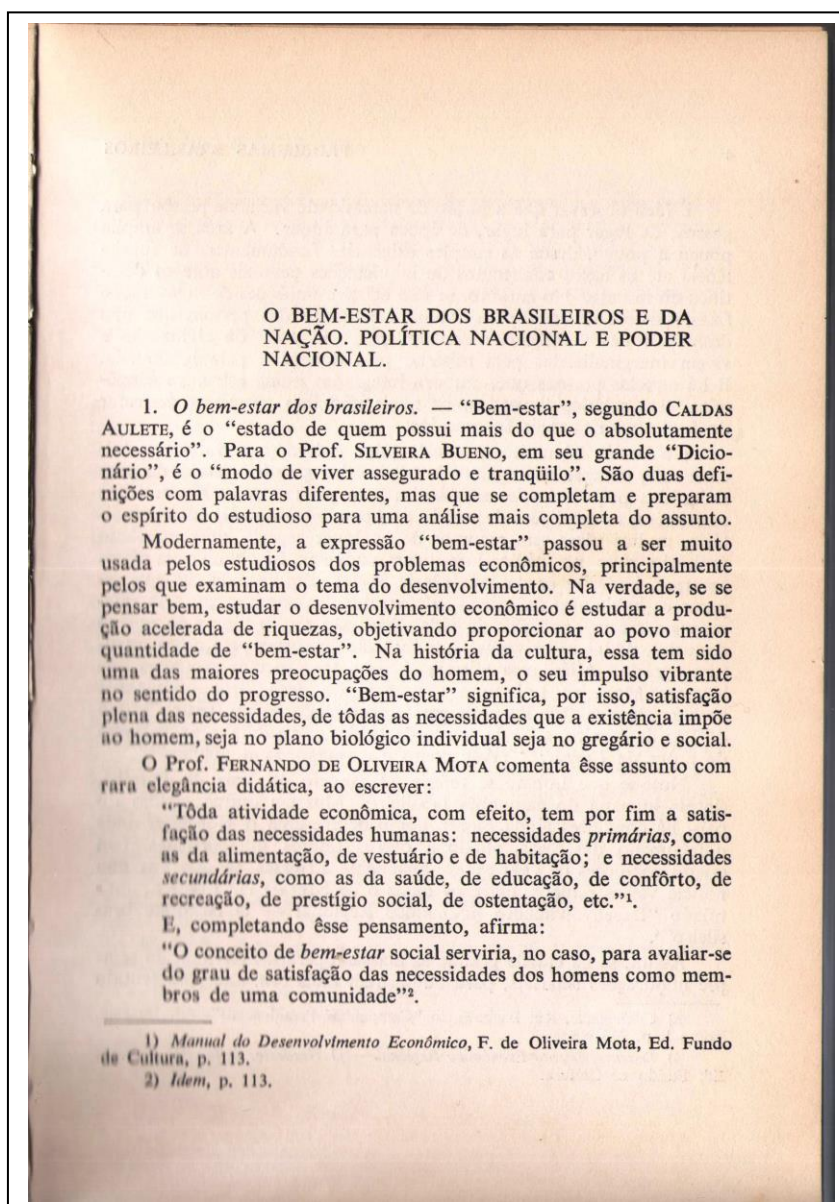 O BEM-ESTAR DOS BRASILEIROS E DA
NAÇÃO. POLÍTICA NACIONAL E PODER
NACIONAL.
1. O bem-estar dos brasileiros. — “Bem-estar”, segundo CALDAS
AULETE, é o “estado de quem possui mais do que o absolutamente
necessário”. Para o Prof. SILVEIRA BUENO, em seu grande “Dicio-
nário”, é o “modo de viver assegurado e tranqüilo”. São duas defi-
nições com palavras diferentes, mas que se completam e preparam
o espírito do estudioso para uma análise mais completa do assunto.
Modernamente, a expressão “bem-estar” passou a ser muito
usada pelos estudiosos dos problemas econômicos, principalmente
pelos que examinam o tema do desenvolvimento. Na verdade, se se
pensar bem, estudar o desenvolvimento econômico é estudar a produ-
ção acelerada de riquezas, objetivando proporcionar ao povo maior
quantidade de “bem-estar”. Na história da cultura, essa tem sido
uma das maiores preocupações do homem, o seu impulso vibrante
no sentido do progresso. “Bem-estar” significa, por isso, satisfação
plena das necessidades, de tôdas as necessidades que a existência impõe
ao homem, seja no plano biológico individual seja no gregário e social.
O Prof. FERNANDO DE OLIVEIRA MOTA comenta êsse assunto com
rara elegância didática, ao escrever:
“Tôda atividade econômica, com efeito, tem por fim a satis-
fação das necessidades humanas: necessidades primárias, como
as da alimentação, de vestuário e de habitação; e necessidades
secundárias, como as da saúde, de educação, de confôrto, de
recreação, de prestígio social, de ostentação, etc.”¹.
E, completando êsse pensamento, afirma:
“O conceito de bem-estar social serviria, no caso, para avaliar-se
do grau de satisfação das necessidades dos homens como mem-
bros de uma comunidade”².
1) Manual do Desenvolvimento Econômico, F. de Oliveira Mota, Ed. Fundo
de Cultura, p. 113.
2) Idem, p. 113.